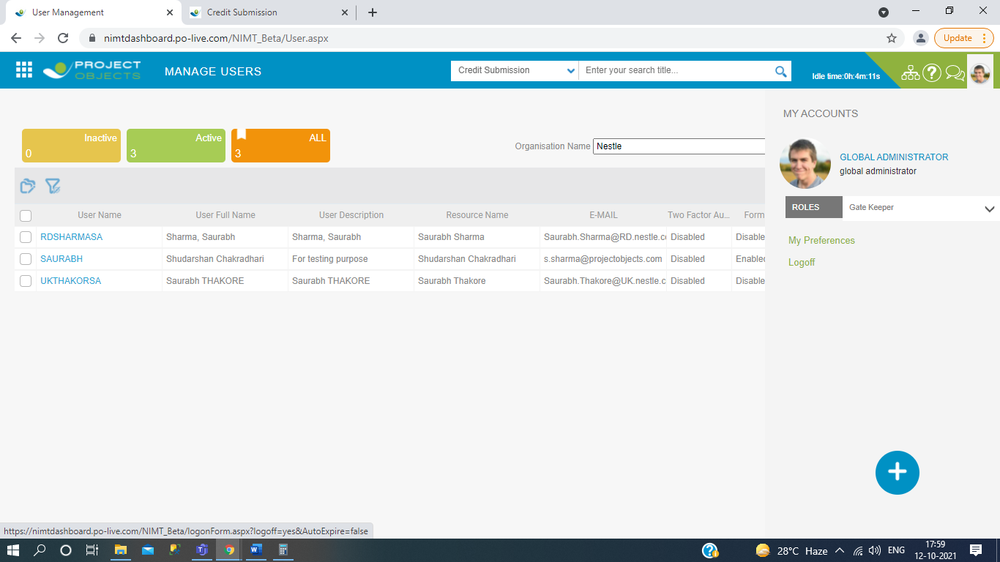 User Management
Credit Submission
nimtdashboard.po-live.com/NIMT_Beta/User.aspx
Update
PROJECT
OBJECTS
MANAGE USERS
Credit Submission
Enter your search title...
Idle time:0h:4m:11s
MY ACCOUNTS
Inactive
0
Active
3
ALL
3
Organisation Name Nestle
GLOBAL ADMINISTRATOR
global administrator
ROLES Gate Keeper
My Preferences
Logoff
User Name User Full Name User Description Resource Name E-MAIL Two Factor Au... Form
RDSHARMASA Sharma, Saurabh Sharma, Saurabh Saurabh Sharma Saurabh.Sharma@RD.nestle.co Disabled Disable
SAURABH Shudarshan Chakradhari For testing purpose Shudarshan Chakradhari s.sharma@projectobjects.com Disabled Enabled
UKTHAKORSA Saurabh THAKORE Saurabh THAKORE Saurabh Thakore Saurabh.Thakore@UK.nestle.c Disabled Disable
https://nimtdashboard.po-live.com/NIMT_Beta/logonForm.aspx?logoff=yes&AutoExpire=false
28°C Haze
ENG
17:59
12-10-2021